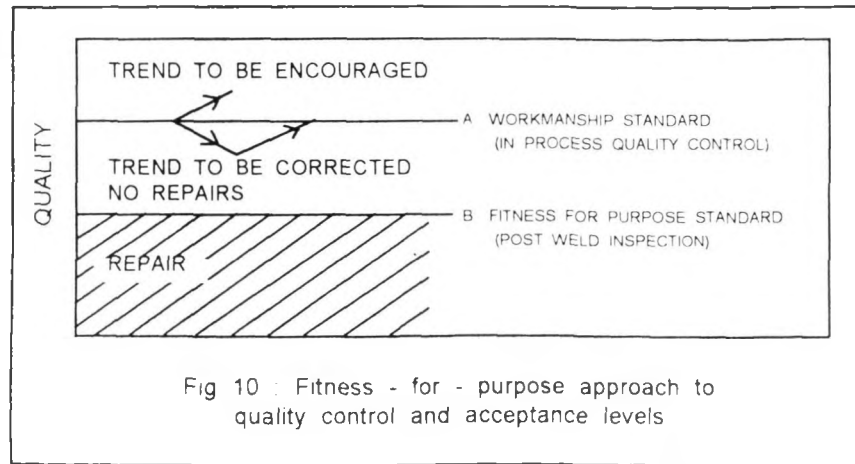 TREND TO BE ENCOURAGED
A WORKMANSHIP STANDARD
(IN PROCESS QUALITY CONTROL)
TREND TO BE CORRECTED
NO REPAIRS
QUALITY
B FITNESS FOR PURPOSE STANDARD
(POST WELD INSPECTION)
REPAIR
Fig 10 : Fitness - for - purpose approach to
quality control and acceptance levels